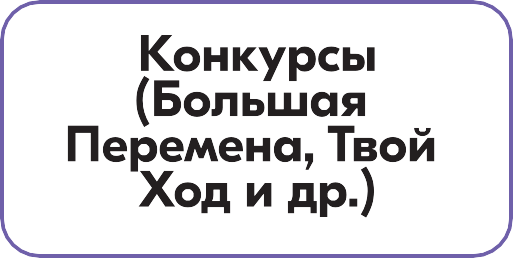 Конкурсы
(Большая
Перемена, Твой
Ход и др.)